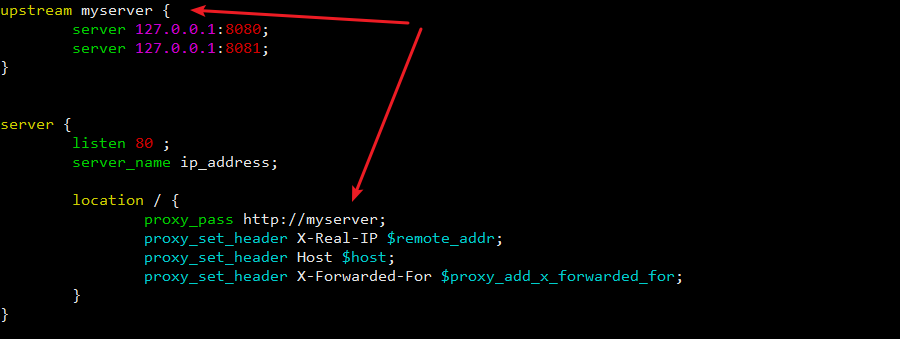 upstream myserver {
server 127.0.0.1:8080;
server 127.0.0.1:8081;
}
server {
listen 80 ;
server_name ip_address;
location / {
proxy_pass http://myserver;
proxy_set_header X-Real-IP $remote_addr;
proxy_set_header Host $host;
proxy_set_header X-Forwarded-For $proxy_add_x_forwarded_for;
}
}